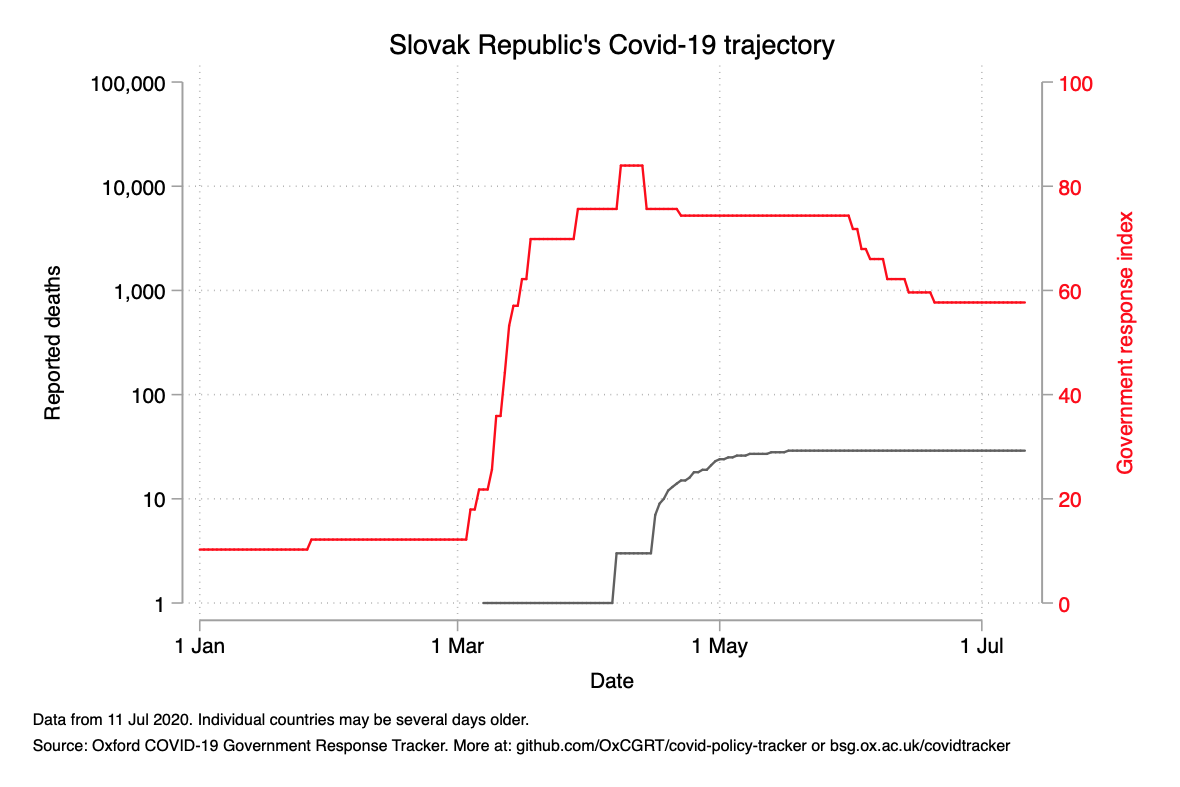 Slovak Republic's Covid-19 trajectory
100,000
10,000
1,000
100
10
1
Reported deaths
100
80
60
40
20
0
Government response index
1 Jan
1 Mar
1 May
1 Jul
Date
Data from 11 Jul 2020. Individual countries may be several days older.
Source: Oxford COVID-19 Government Response Tracker. More at: github.com/OxCGRT/covid-policy-tracker or bsg.ox.ac.uk/covidtracker